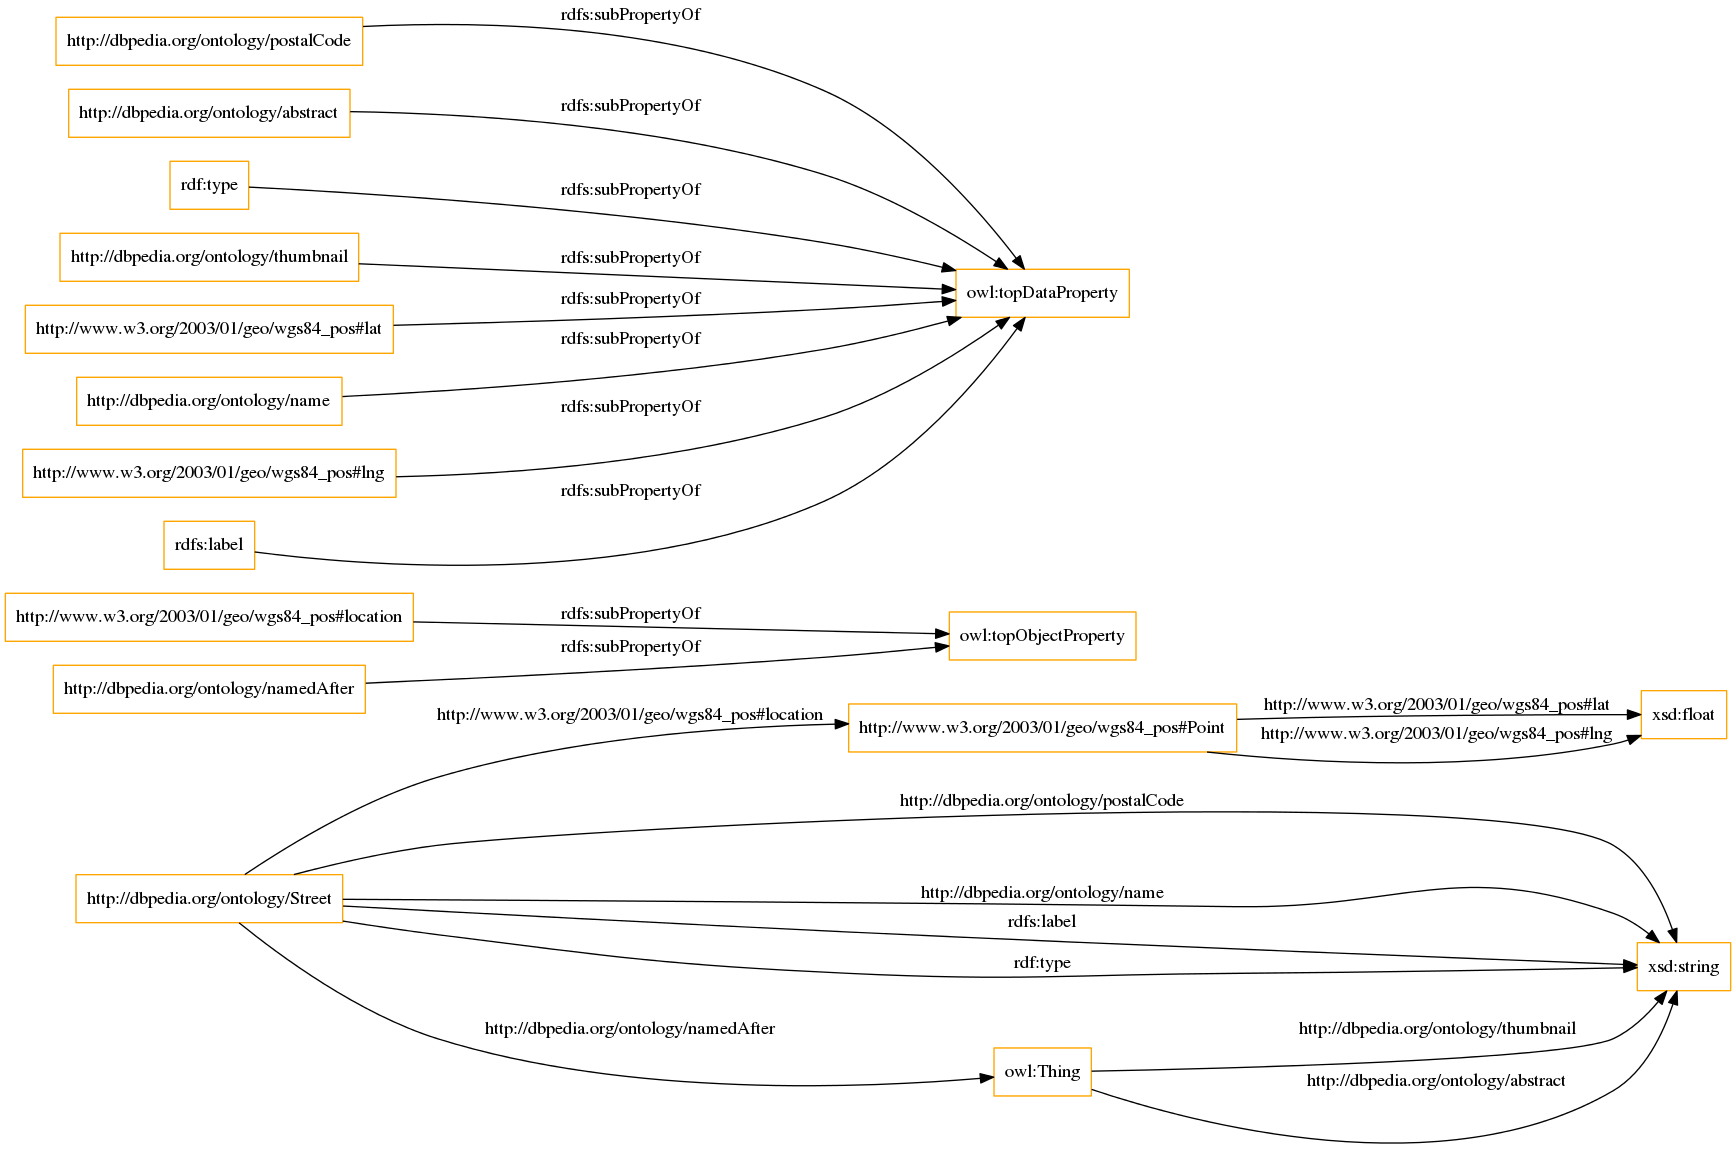 rdfs:subPropertyOf
http://dbpedia.org/ontology/postalCode
rdfs:subPropertyOf
http://dbpedia.org/ontology/abstract
rdf:type
rdfs:subPropertyOf
http://dbpedia.org/ontology/thumbnail
rdfs:subPropertyOf
owl:topDataProperty
http://www.w3.org/2003/01/geo/wgs84_pos#lat
rdfs:subPropertyOf
rdfs:subPropertyOf
http://dbpedia.org/ontology/name
rdfs:subPropertyOf
http://www.w3.org/2003/01/geo/wgs84_pos#lng
rdfs:subPropertyOf
rdfs:label
http://www.w3.org/2003/01/geo/wgs84_pos#location
rdfs:subPropertyOf
owl:topObjectProperty
rdfs:subPropertyOf
http://dbpedia.org/ontology/namedAfter
http://www.w3.org/2003/01/geo/wgs84_pos#location
http://www.w3.org/2003/01/geo/wgs84_pos#Point
http://www.w3.org/2003/01/geo/wgs84_pos#lat
xsd:float
http://www.w3.org/2003/01/geo/wgs84_pos#lng
http://dbpedia.org/ontology/postalCode
http://dbpedia.org/ontology/Street
http://dbpedia.org/ontology/name
rdfs:label
rdf:type
xsd:string
http://dbpedia.org/ontology/namedAfter
http://dbpedia.org/ontology/thumbnail
owl:Thing
http://dbpedia.org/ontology/abstract